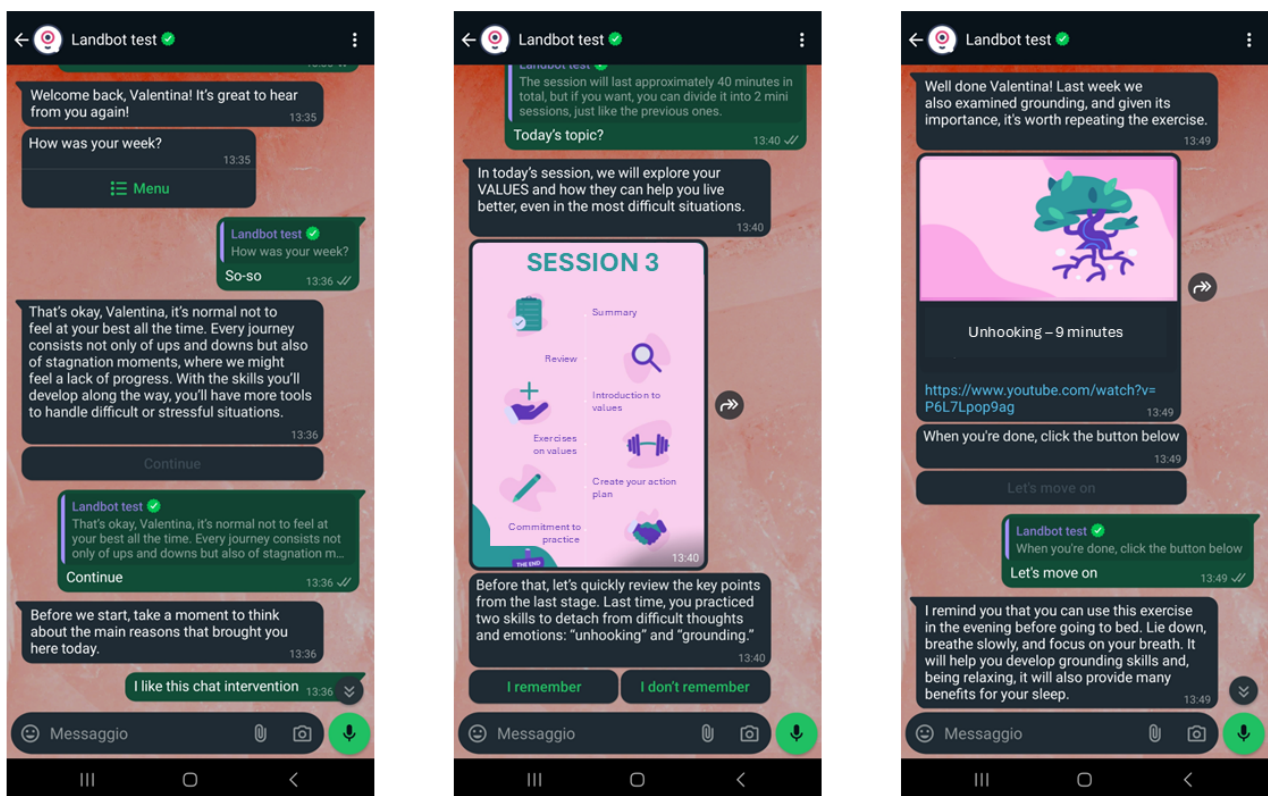 Landbot test
Welcome back, Valentina! It's great to hear
from you again!
13:35
How was your week?
13:35
Menu
Landbot test
How was your week?
So-so
13:36
That's okay, Valentina, it's normal not to
feel at your best all the time. Every journey
consists not only of ups and downs but also
of stagnation moments, where we might
feel a lack of progress. With the skills you'll
develop along the way, you'll have more tools
to handle difficult or stressful situations.
13:36
Continue
Landbot test
That's okay, Valentina, it's normal not to feel at
your best all the time. Every journey consists not
only of ups and downs but also of stagnation m...
Continue
13:36
Before we start, take a moment to think
about the main reasons that brought you
here today.
13:36
I like this chat intervention 13:36
Messaggio
Landbot test
Landbot test
The session will last approximately 40 minutes in
total, but if you want, you can divide it into 2 mini
sessions, just like the previous ones.
Today's topic?
13:40
In today's session, we will explore your
VALUES and how they can help you live
better, even in the most difficult situations.
13:40
SESSION 3
Summary
Review
Introduction to
values
Exercises
on values
Create your action
plan
Commitment to
practice
THE END
13:40
Before that, let's quickly review the key points
from the last stage. Last time, you practiced
two skills to detach from difficult thoughts
and emotions: "unhooking" and "grounding."
13:40
I remember
I don't remember
Messaggio
Landbot test
Well done Valentina! Last week we
also examined grounding, and given its
importance, it's worth repeating the exercise.
13:49
Unhooking – 9 minutes
https://www.youtube.com/watch?v=
P6L7Lpop9ag
13:49
When you're done, click the button below
13:49
Let's move on
Landbot test
When you're done, click the button below
Let's move on
13:49
I remind you that you can use this exercise
in the evening before going to bed. Lie down,
breathe slowly, and focus on your breath. It
will help you develop grounding skills and,
being relaxing, it will also provide many
benefits for your sleep.
13:49
Messaggio